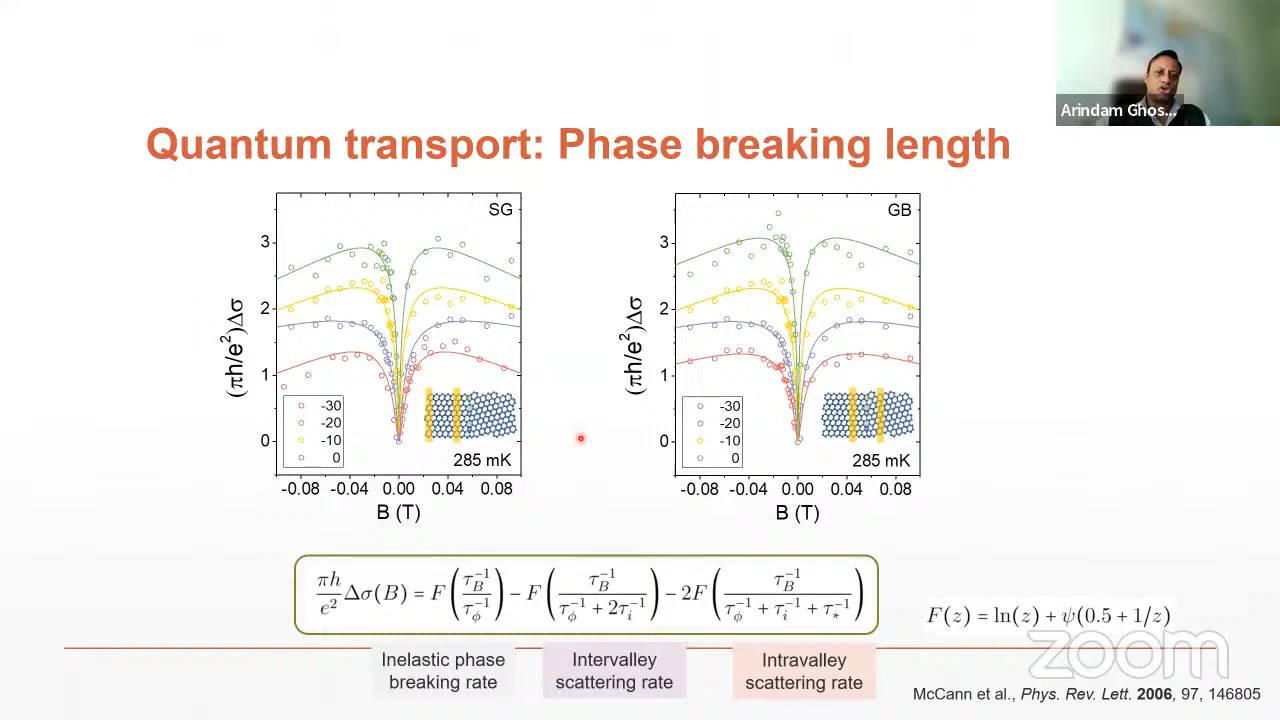 Arindam Ghos...
Quantum transport: Phase breaking length
SG
3
2
1
0
(πh/e²)Δσ
-30
-20
-10
0
285 mK
-0.08 -0.04 0.00 0.04 0.08
B (T)
GB
3
2
1
0
(πh/e²)Δσ
-30
-20
-10
0
285 mK
-0.08 -0.04 0.00 0.04 0.08
B (T)
πh/e² Δσ(B) = F(τ_B⁻¹/τ_ϕ⁻¹) − F(τ_B⁻¹/(τ_ϕ⁻¹ + 2τ_i⁻¹)) − 2F(τ_B⁻¹/(τ_ϕ⁻¹ + τ_i⁻¹ + τ_*⁻¹))
F(z) = ln(z) + ψ(0.5 + 1/z)
Inelastic phase
breaking rate
Intervalley
scattering rate
Intravalley
scattering rate
zoom
McCann et al., Phys. Rev. Lett. 2006, 97, 146805